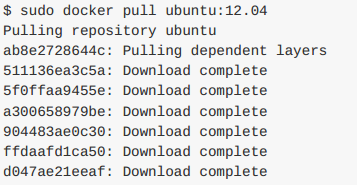 $ sudo docker pull ubuntu:12.04
Pulling repository ubuntu
ab8e2728644c: Pulling dependent layers
511136ea3c5a: Download complete
5f0ffaa9455e: Download complete
a300658979be: Download complete
904483ae0c30: Download complete
ffdaafd1ca50: Download complete
d047ae21eeaf: Download complete